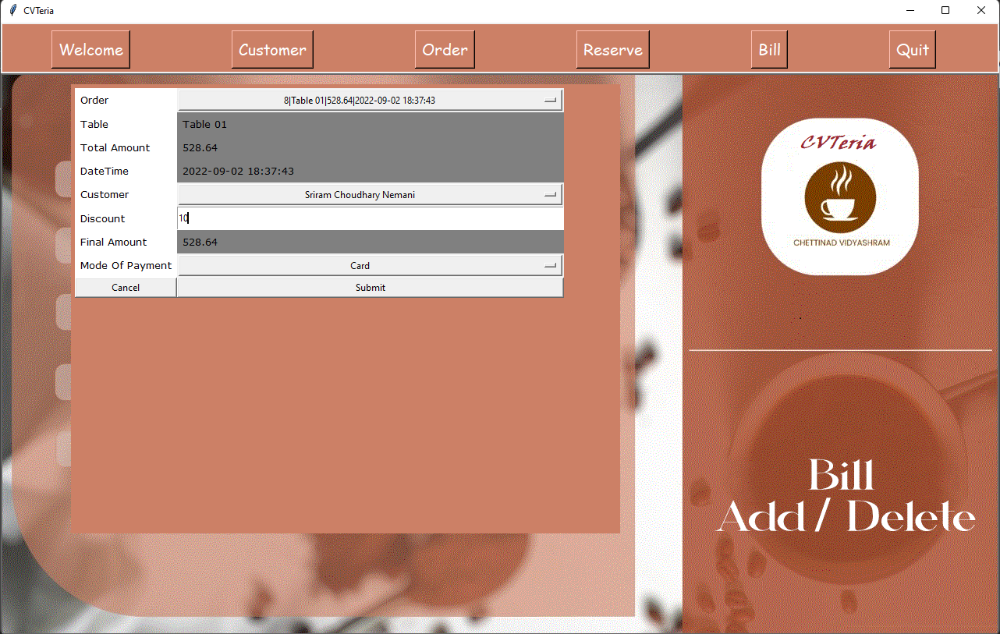 CVTeria
Welcome Customer Order Reserve Bill Quit
Order 8|Table 01|528.64|2022-09-02 18:37:43
Table Table 01
Total Amount 528.64
DateTime 2022-09-02 18:37:43
Customer Sriram Choudhary Nemani
Discount 10
Final Amount 528.64
Mode Of Payment Card
Cancel Submit
CVTeria
CHETTINAD VIDYASHRAM
Bill
Add / Delete